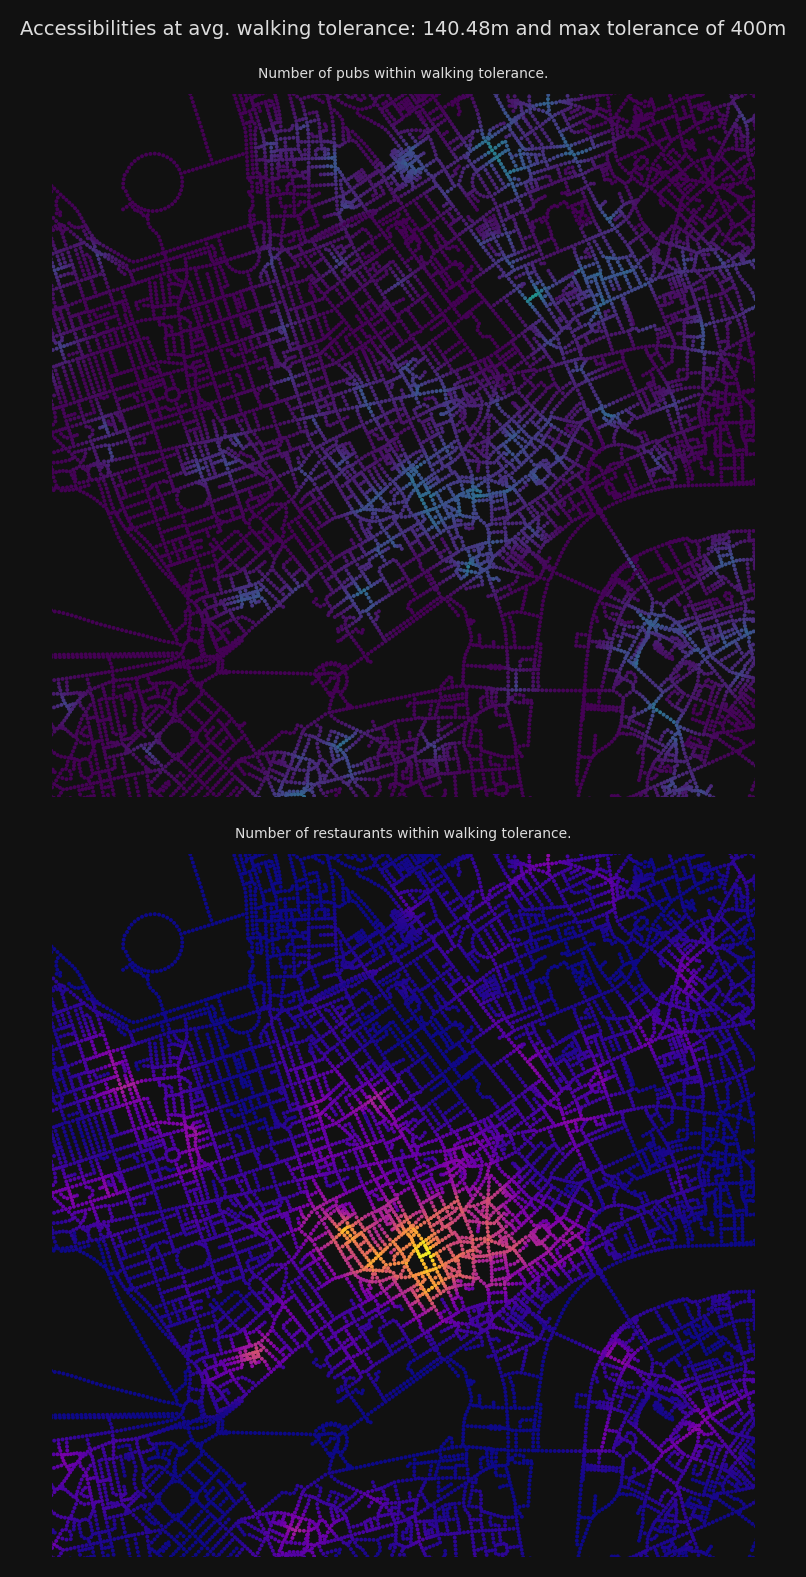 Accessibilities at avg. walking tolerance: 140.48m and max tolerance of 400m
Number of pubs within walking tolerance.
Number of restaurants within walking tolerance.